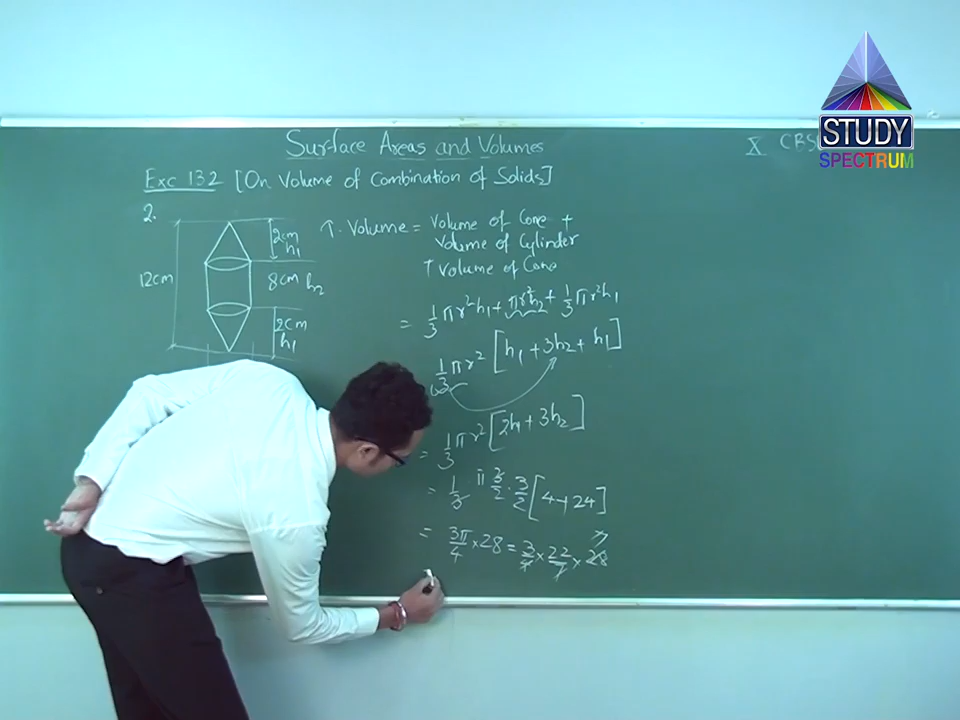 Surface Areas and Volumes
X CBS
STUDY
SPECTRUM
Exc 13.2 [On Volume of Combination of Solids]
2.
12cm
2cm
h₁
8cm h₂
2cm
h₁
T. Volume = Volume of Cone +
Volume of Cylinder
+ Volume of Cone
= 1/3 πr²h₁ + πr²h₂ + 1/3 πr²h₁
1/3 πr² [h₁ + 3h₂ + h₁]
= 1/3 πr² [2h₁ + 3h₂]
= 1/3 π 3/2 · 3/2 [4 + 24]
= 3π/4 × 28 = 3/4 × 22/7 × 28